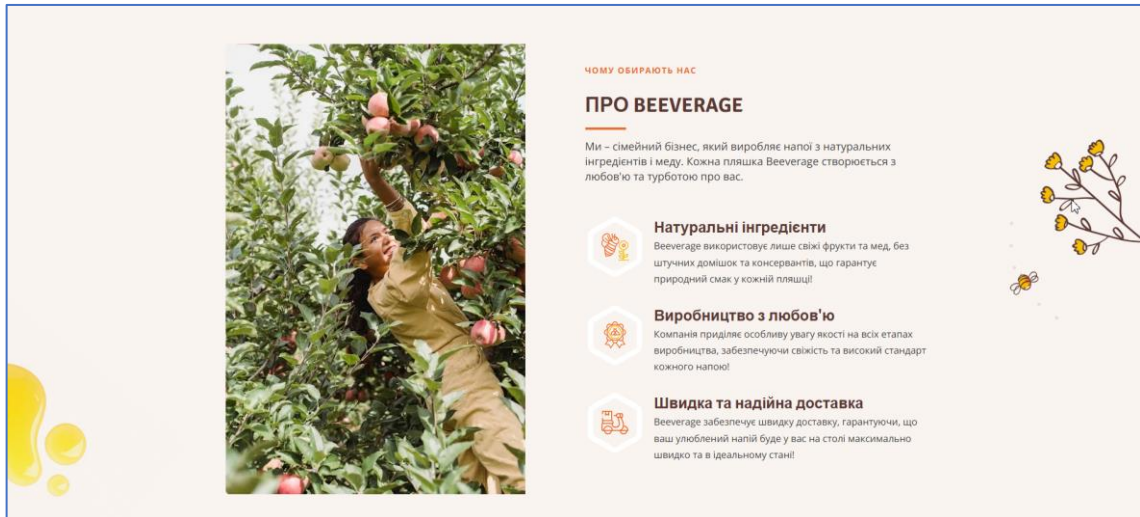 ЧОМУ ОБИРАЮТЬ НАС
ПРО BEEVERAGE
Ми – сімейний бізнес, який виробляє напої з натуральних
інгредієнтів і меду. Кожна пляшка Beeverage створюється з
любов'ю та турботою про вас.
Натуральні інгредієнти
Beeverage використовує лише свіжі фрукти та мед, без
штучних домішок та консервантів, що гарантує
природний смак у кожній пляшці!
Виробництво з любов'ю
Компанія приділяє особливу увагу якості на всіх етапах
виробництва, забезпечуючи свіжість та високий стандарт
кожного напою!
Швидка та надійна доставка
Beeverage забезпечує швидку доставку, гарантуючи, що
ваш улюблений напій буде у вас на столі максимально
швидко та в ідеальному стані!